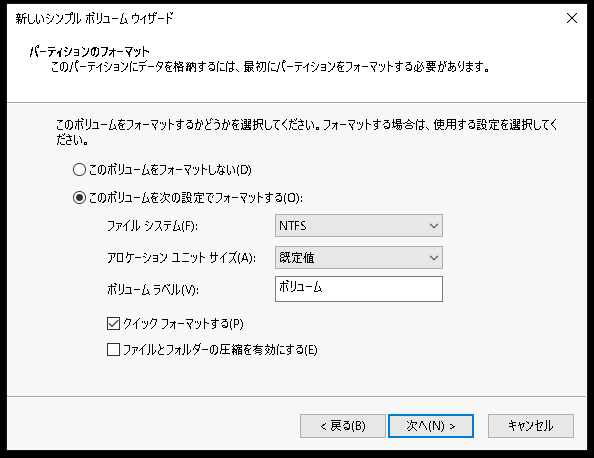 新しいシンプル ボリューム ウィザード
パーティションのフォーマット
このパーティションにデータを格納するには、最初にパーティションをフォーマットする必要があります。
このボリュームをフォーマットするかどうかを選択してください。フォーマットする場合は、使用する設定を選択してく
ださい。
このボリュームをフォーマットしない(D)
このボリュームを次の設定でフォーマットする(O):
ファイル システム(F): NTFS
アロケーション ユニット サイズ(A): 既定値
ボリューム ラベル(V): ボリューム
クイック フォーマットする(P)
ファイルとフォルダーの圧縮を有効にする(E)
< 戻る(B) 次へ(N) > キャンセル